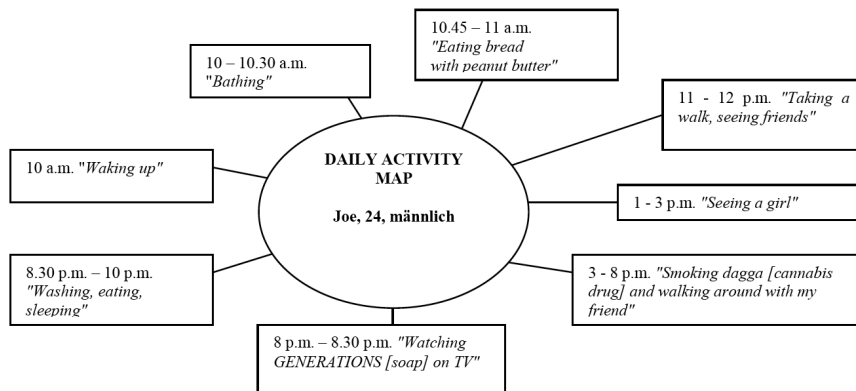 DAILY ACTIVITY
MAP
Joe, 24, männlich
10 a.m. "Waking up"
10 – 10.30 a.m.
"Bathing"
10.45 – 11 a.m.
"Eating bread
with peanut butter"
11 - 12 p.m. "Taking a
walk, seeing friends"
1 - 3 p.m. "Seeing a girl"
3 - 8 p.m. "Smoking dagga [cannabis
drug] and walking around with my
friend"
8 p.m. – 8.30 p.m. "Watching
GENERATIONS [soap] on TV"
8.30 p.m. – 10 p.m.
"Washing, eating,
sleeping"